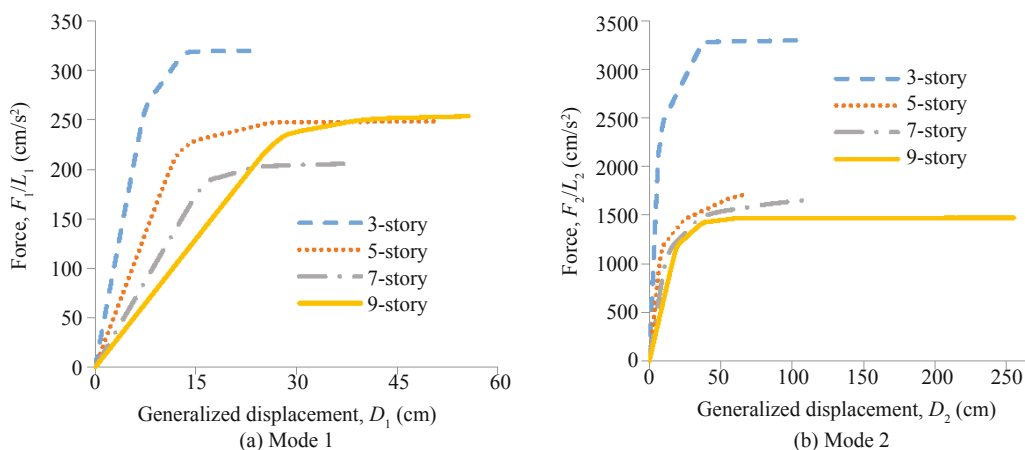 350
300
250
200
150
100
50
0
Force, F1/L1 (cm/s²)
3-story
5-story
7-story
9-story
0 15 30 45 60
Generalized displacement, D1 (cm)
(a) Mode 1
4500
4000
3500
3000
3500
2000
1500
1000
500
0
Force, F2/L2 (cm/s²)
3-story
5-story
7-story
9-story
0 50 100 150 200 250
Generalized displacement, D2 (cm)
(b) Mode 2